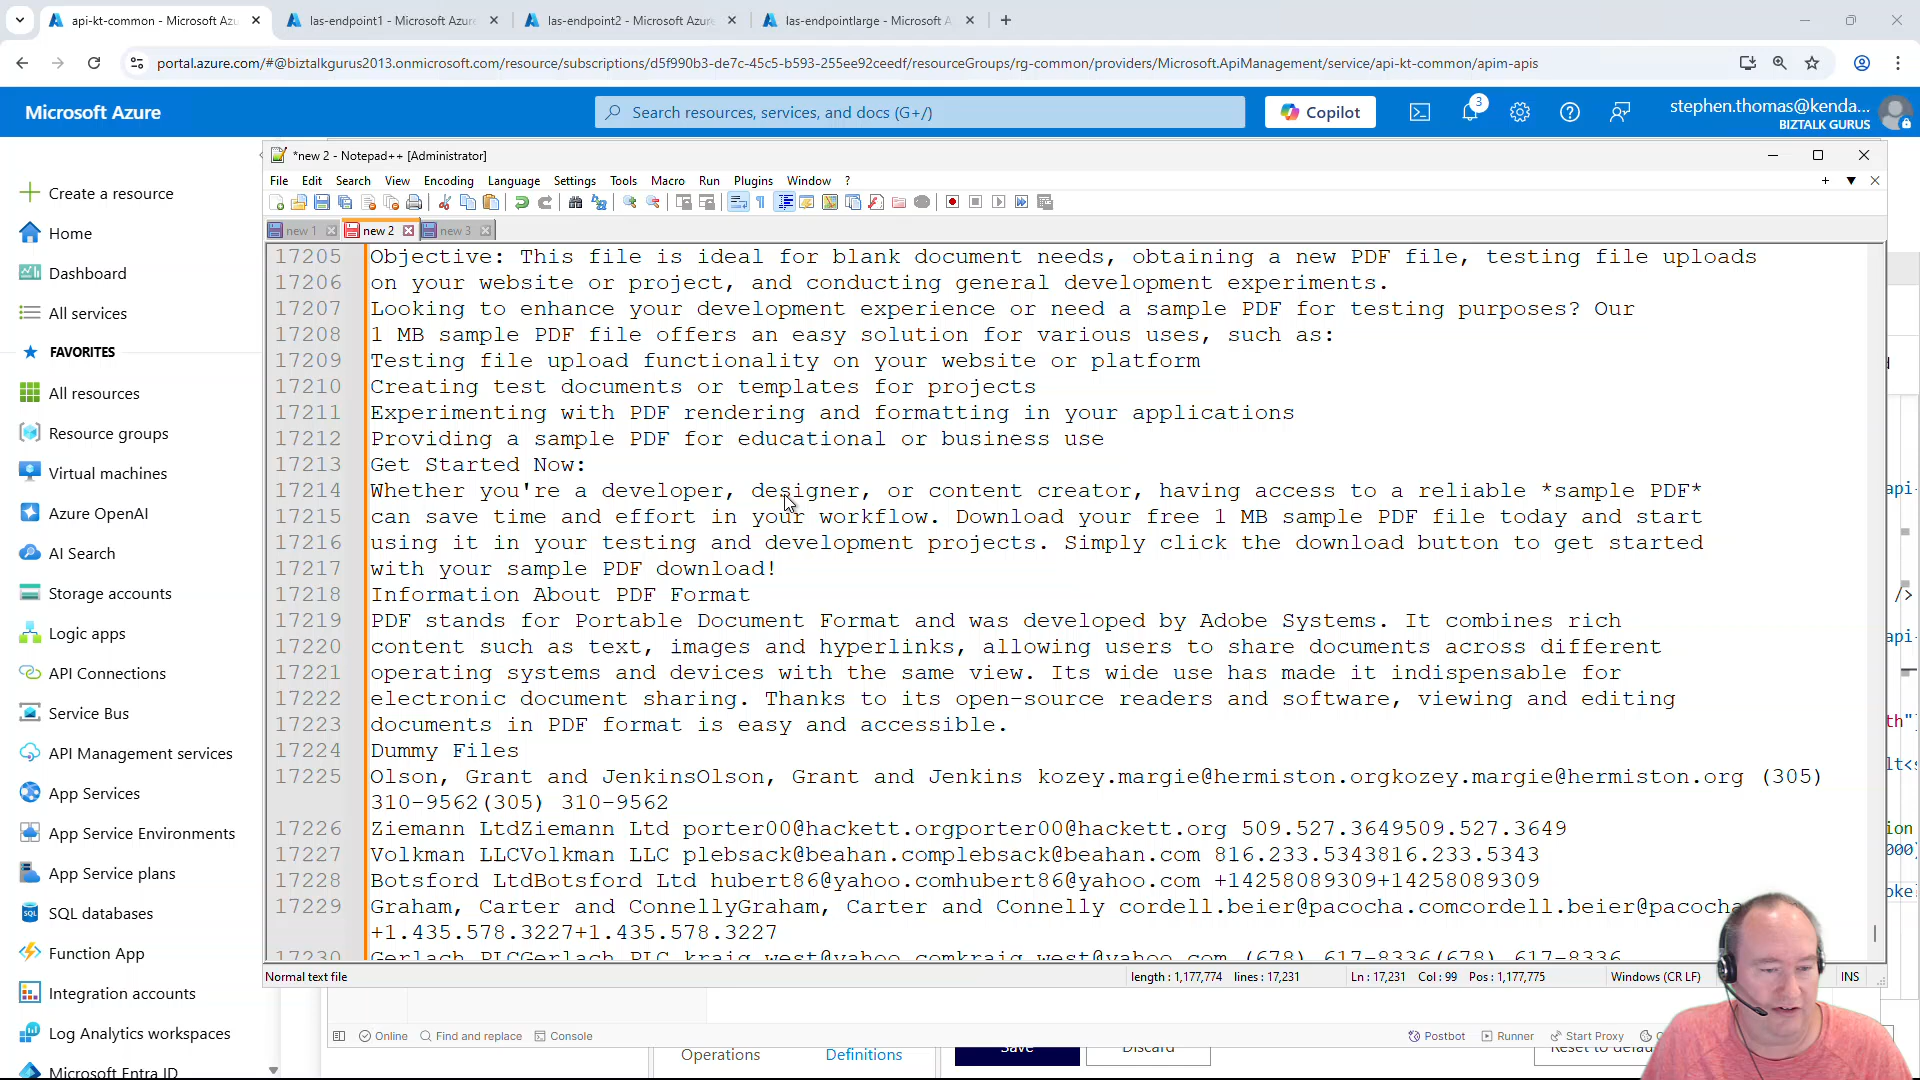 api-kt-common - Microsoft Azu
las-endpoint1 - Microsoft Azure
las-endpoint2 - Microsoft Azure
las-endpointlarge - Microsoft A
portal.azure.com/#@biztalkgurus2013.onmicrosoft.com/resource/subscriptions/d5f990b3-de7c-45c5-b593-255ee92ceedf/resourceGroups/rg-common/providers/Microsoft.ApiManagement/service/api-kt-common/apim-apis
Microsoft Azure
Search resources, services, and docs (G+/)
Copilot
3
stephen.thomas@kenda...
BIZTALK GURUS
Create a resource
Home
Dashboard
All services
FAVORITES
All resources
Resource groups
Virtual machines
Azure OpenAI
AI Search
Storage accounts
Logic apps
API Connections
Service Bus
API Management services
App Services
App Service Environments
App Service plans
SQL databases
Function App
Integration accounts
Log Analytics workspaces
Microsoft Entra ID
*new 2 - Notepad++ [Administrator]
File Edit Search View Encoding Language Settings Tools Macro Run Plugins Window ?
new 1 new 2 new 3
17205 Objective: This file is ideal for blank document needs, obtaining a new PDF file, testing file uploads
17206 on your website or project, and conducting general development experiments.
17207 Looking to enhance your development experience or need a sample PDF for testing purposes? Our
17208 1 MB sample PDF file offers an easy solution for various uses, such as:
17209 Testing file upload functionality on your website or platform
17210 Creating test documents or templates for projects
17211 Experimenting with PDF rendering and formatting in your applications
17212 Providing a sample PDF for educational or business use
17213 Get Started Now:
17214 Whether you're a developer, designer, or content creator, having access to a reliable *sample PDF*
17215 can save time and effort in your workflow. Download your free 1 MB sample PDF file today and start
17216 using it in your testing and development projects. Simply click the download button to get started
17217 with your sample PDF download!
17218 Information About PDF Format
17219 PDF stands for Portable Document Format and was developed by Adobe Systems. It combines rich
17220 content such as text, images and hyperlinks, allowing users to share documents across different
17221 operating systems and devices with the same view. Its wide use has made it indispensable for
17222 electronic document sharing. Thanks to its open-source readers and software, viewing and editing
17223 documents in PDF format is easy and accessible.
17224 Dummy Files
17225 Olson, Grant and JenkinsOlson, Grant and Jenkins kozey.margie@hermiston.orgkozey.margie@hermiston.org (305)
310-9562(305) 310-9562
17226 Ziemann LtdZiemann Ltd porter00@hackett.orgporter00@hackett.org 509.527.3649509.527.3649
17227 Volkman LLCVolkman LLC plebsack@beahan.complebsack@beahan.com 816.233.5343816.233.5343
17228 Botsford LtdBotsford Ltd hubert86@yahoo.comhubert86@yahoo.com +14258089309+14258089309
17229 Graham, Carter and ConnellyGraham, Carter and Connelly cordell.beier@pacocha.comcordell.beier@pacocha
+1.435.578.3227+1.435.578.3227
17230 Gerlach PLCGerlach PLC kraig.west@yahoo.comkraig.west@yahoo.com (678) 617-8336(678) 617-8336
Normal text file
length : 1,177,774 lines : 17,231
Ln : 17,231 Col : 99 Pos : 1,177,775
Windows (CR LF)
INS
Online Find and replace Console
Postbot Runner Start Proxy
Operations Definitions
Save Discard